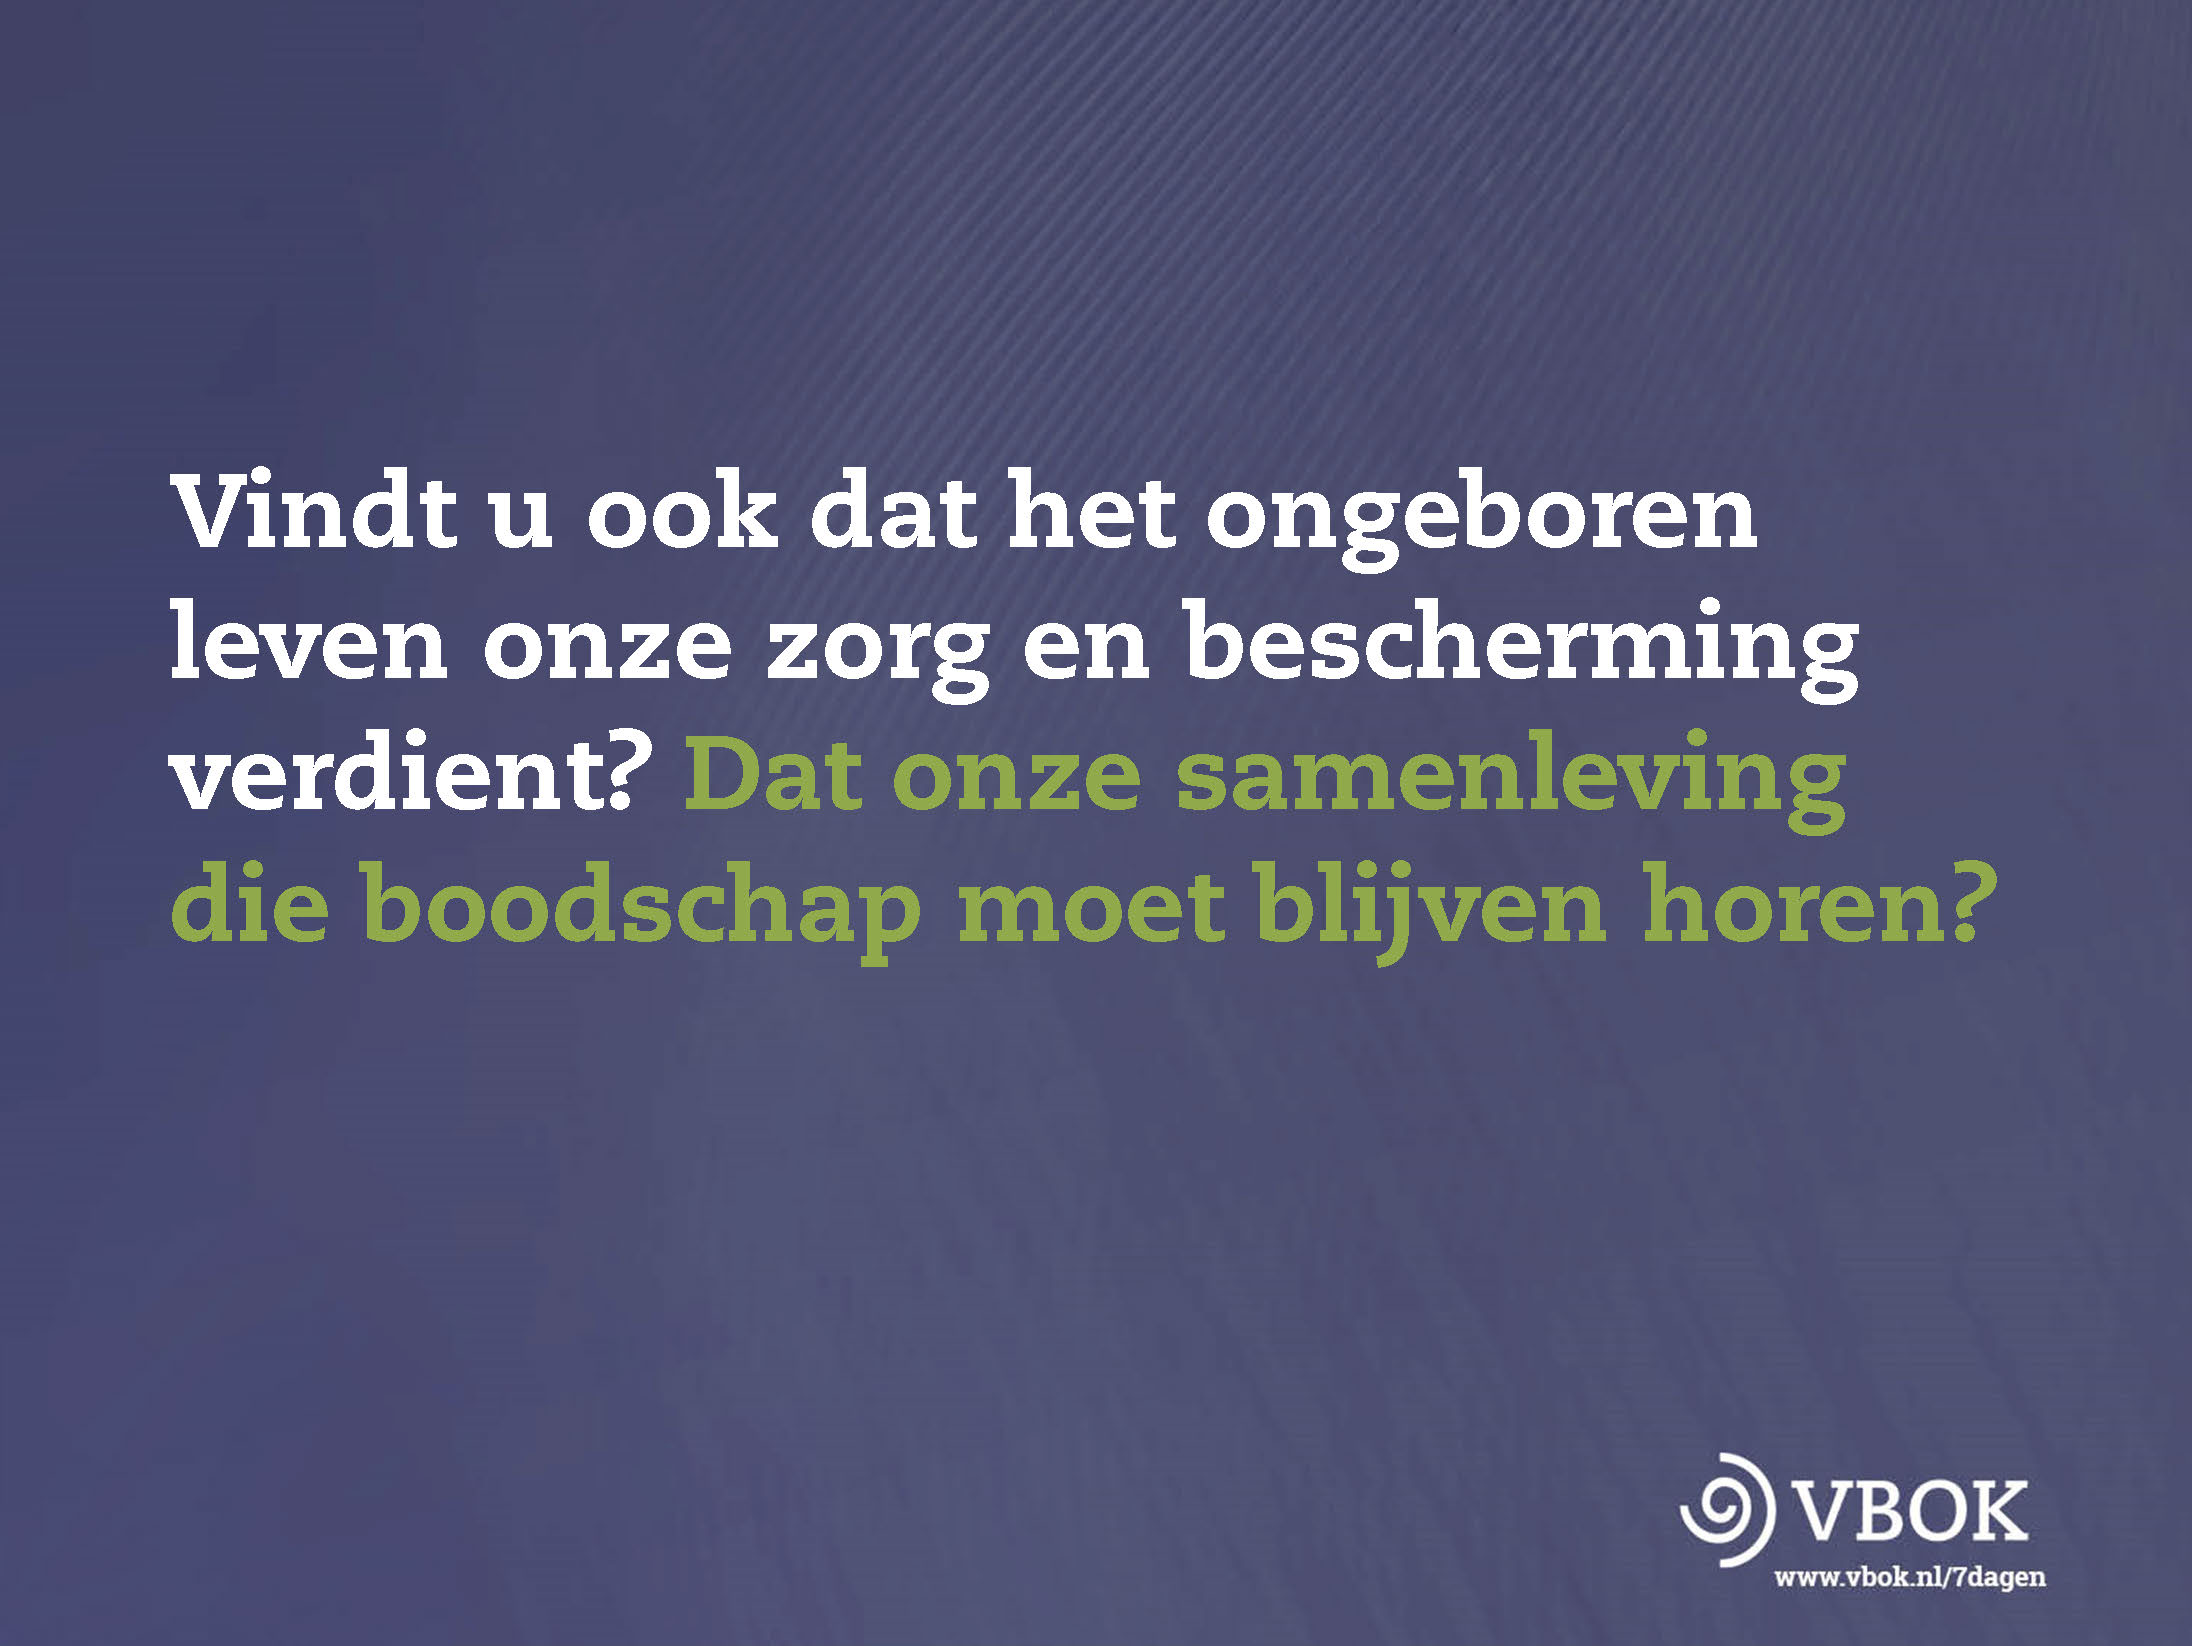 Vindt u ook dat het ongeboren
leven onze zorg en bescherming
verdient? Dat onze samenleving
die boodschap moet blijven horen?
VBOK
www.vbok.nl/7dagen